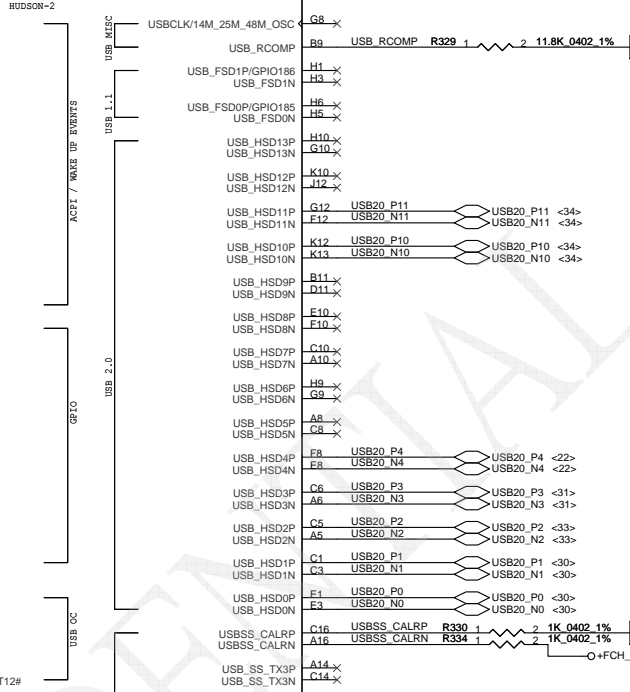 HUDSON-2
USB MISC
USBCLK/14M_25M_48M_OSC G8
USB_RCOMP B9 USB_RCOMP R329 1 2 11.8K_0402_1%
USB 1.1
USB_FSD1P/GPIO186 H1
USB_FSD1N H3
USB_FSD0P/GPIO185 H6
USB_FSD0N H5
ACPI / WAKE UP EVENTS
USB_HSD13P H10
USB_HSD13N G10
USB_HSD12P K10
USB_HSD12N J12
USB_HSD11P G12 USB20_P11 USB20_P11 <34>
USB_HSD11N F12 USB20_N11 USB20_N11 <34>
USB_HSD10P K12 USB20_P10 USB20_P10 <34>
USB_HSD10N K13 USB20_N10 USB20_N10 <34>
USB_HSD9P B11
USB_HSD9N D11
USB_HSD8P E10
USB_HSD8N F10
USB 2.0
GPIO
USB_HSD7P C10
USB_HSD7N A10
USB_HSD6P H9
USB_HSD6N G9
USB_HSD5P A8
USB_HSD5N C8
USB_HSD4P F8 USB20_P4 USB20_P4 <22>
USB_HSD4N E8 USB20_N4 USB20_N4 <22>
USB_HSD3P C6 USB20_P3 USB20_P3 <31>
USB_HSD3N A6 USB20_N3 USB20_N3 <31>
USB_HSD2P C5 USB20_P2 USB20_P2 <33>
USB_HSD2N A5 USB20_N2 USB20_N2 <33>
USB_HSD1P C1 USB20_P1 USB20_P1 <30>
USB_HSD1N C3 USB20_N1 USB20_N1 <30>
USB_HSD0P E1 USB20_P0 USB20_P0 <30>
USB_HSD0N E3 USB20_N0 USB20_N0 <30>
USB OC
USBSS_CALRP C16 USBSS_CALRP R330 1 2 1K_0402_1%
USBSS_CALRN A16 USBSS_CALRN R334 1 2 1K_0402_1%
+FCH_
USB_SS_TX3P A14
USB_SS_TX3N C14
T12#
ENTIAL